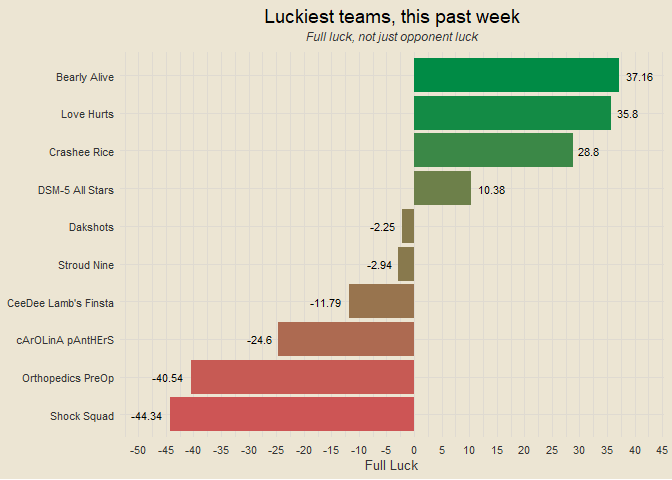 Luckiest teams, this past week
Full luck, not just opponent luck
Bearly Alive 37.16
Love Hurts 35.8
Crashee Rice 28.8
DSM-5 All Stars 10.38
Dakshots -2.25
Stroud Nine -2.94
CeeDee Lamb's Finsta -11.79
cArOLinA pAntHErS -24.6
Orthopedics PreOp -40.54
Shock Squad -44.34
-50 -45 -40 -35 -30 -25 -20 -15 -10 -5 0 5 10 15 20 25 30 35 40 45
Full Luck